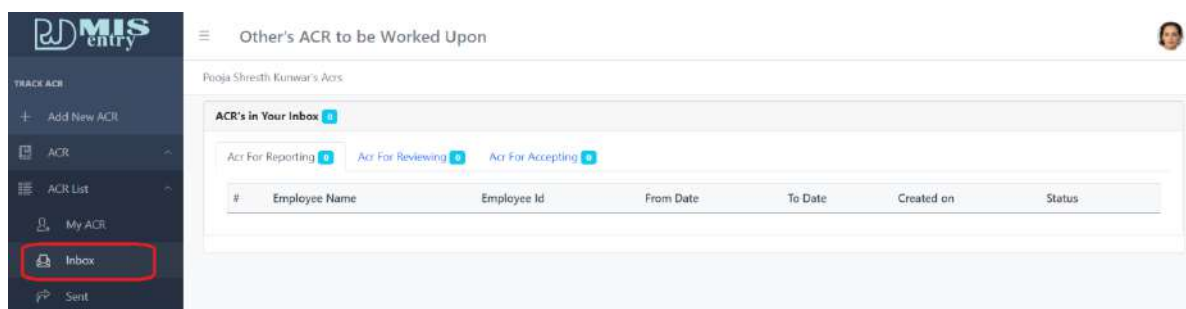 RJD MIS entry
Other's ACR to be Worked Upon
TRACK ACR
Pooja Shresth Kunwar's Acrs
Add New ACR
ACR's in Your Inbox 0
ACR
Acr For Reporting 0 Acr For Reviewing 0 Acr For Accepting 0
ACR List
# Employee Name Employee Id From Date To Date Created on Status
My ACR
Inbox
Sent